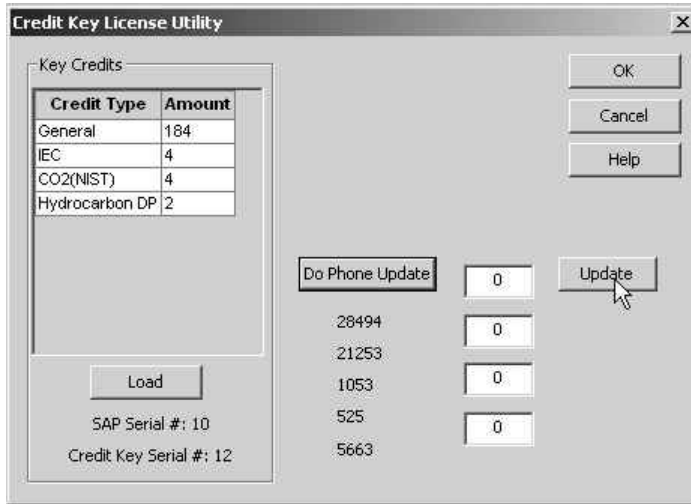 Credit Key License Utility
Key Credits
Credit Type Amount
General 184
IEC 4
CO2(NIST) 4
Hydrocarbon DP 2
Load
SAP Serial #: 10
Credit Key Serial #: 12
OK
Cancel
Help
Do Phone Update 0 Update
28494 0
21253
1053 0
525 0
5663